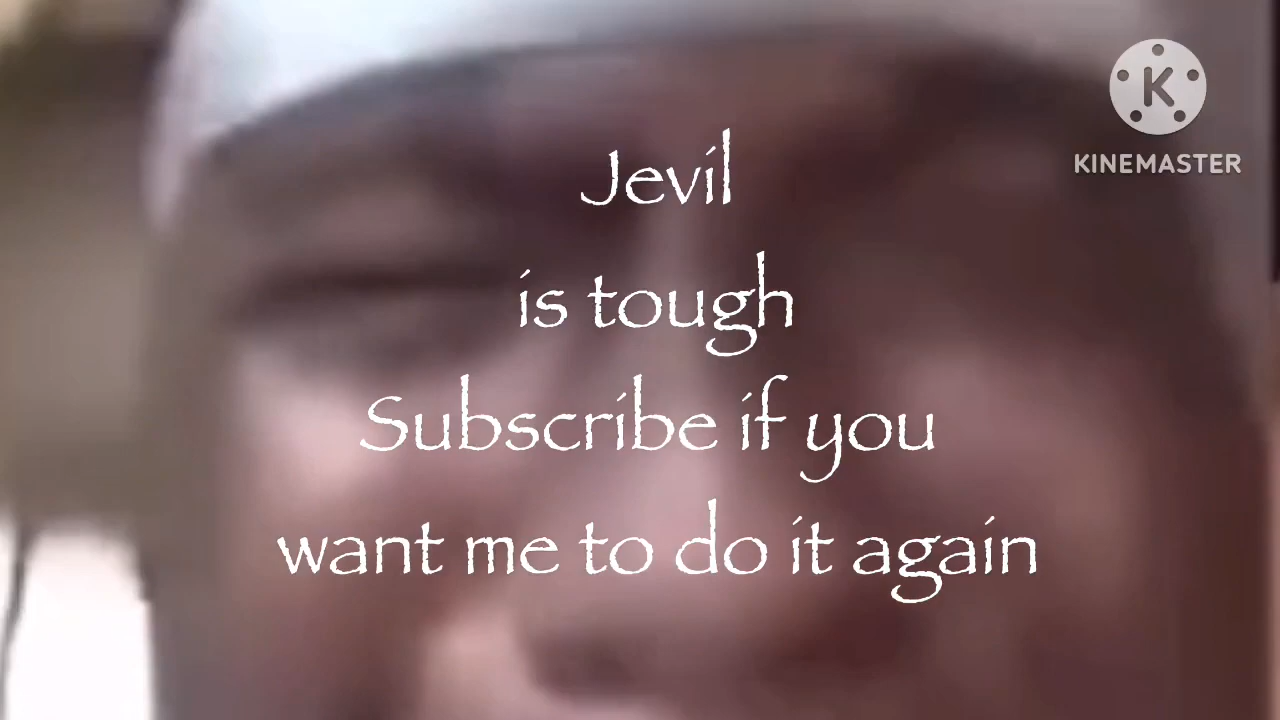 KINEMASTER
Jevil
is tough
Subscribe if you
want me to do it again